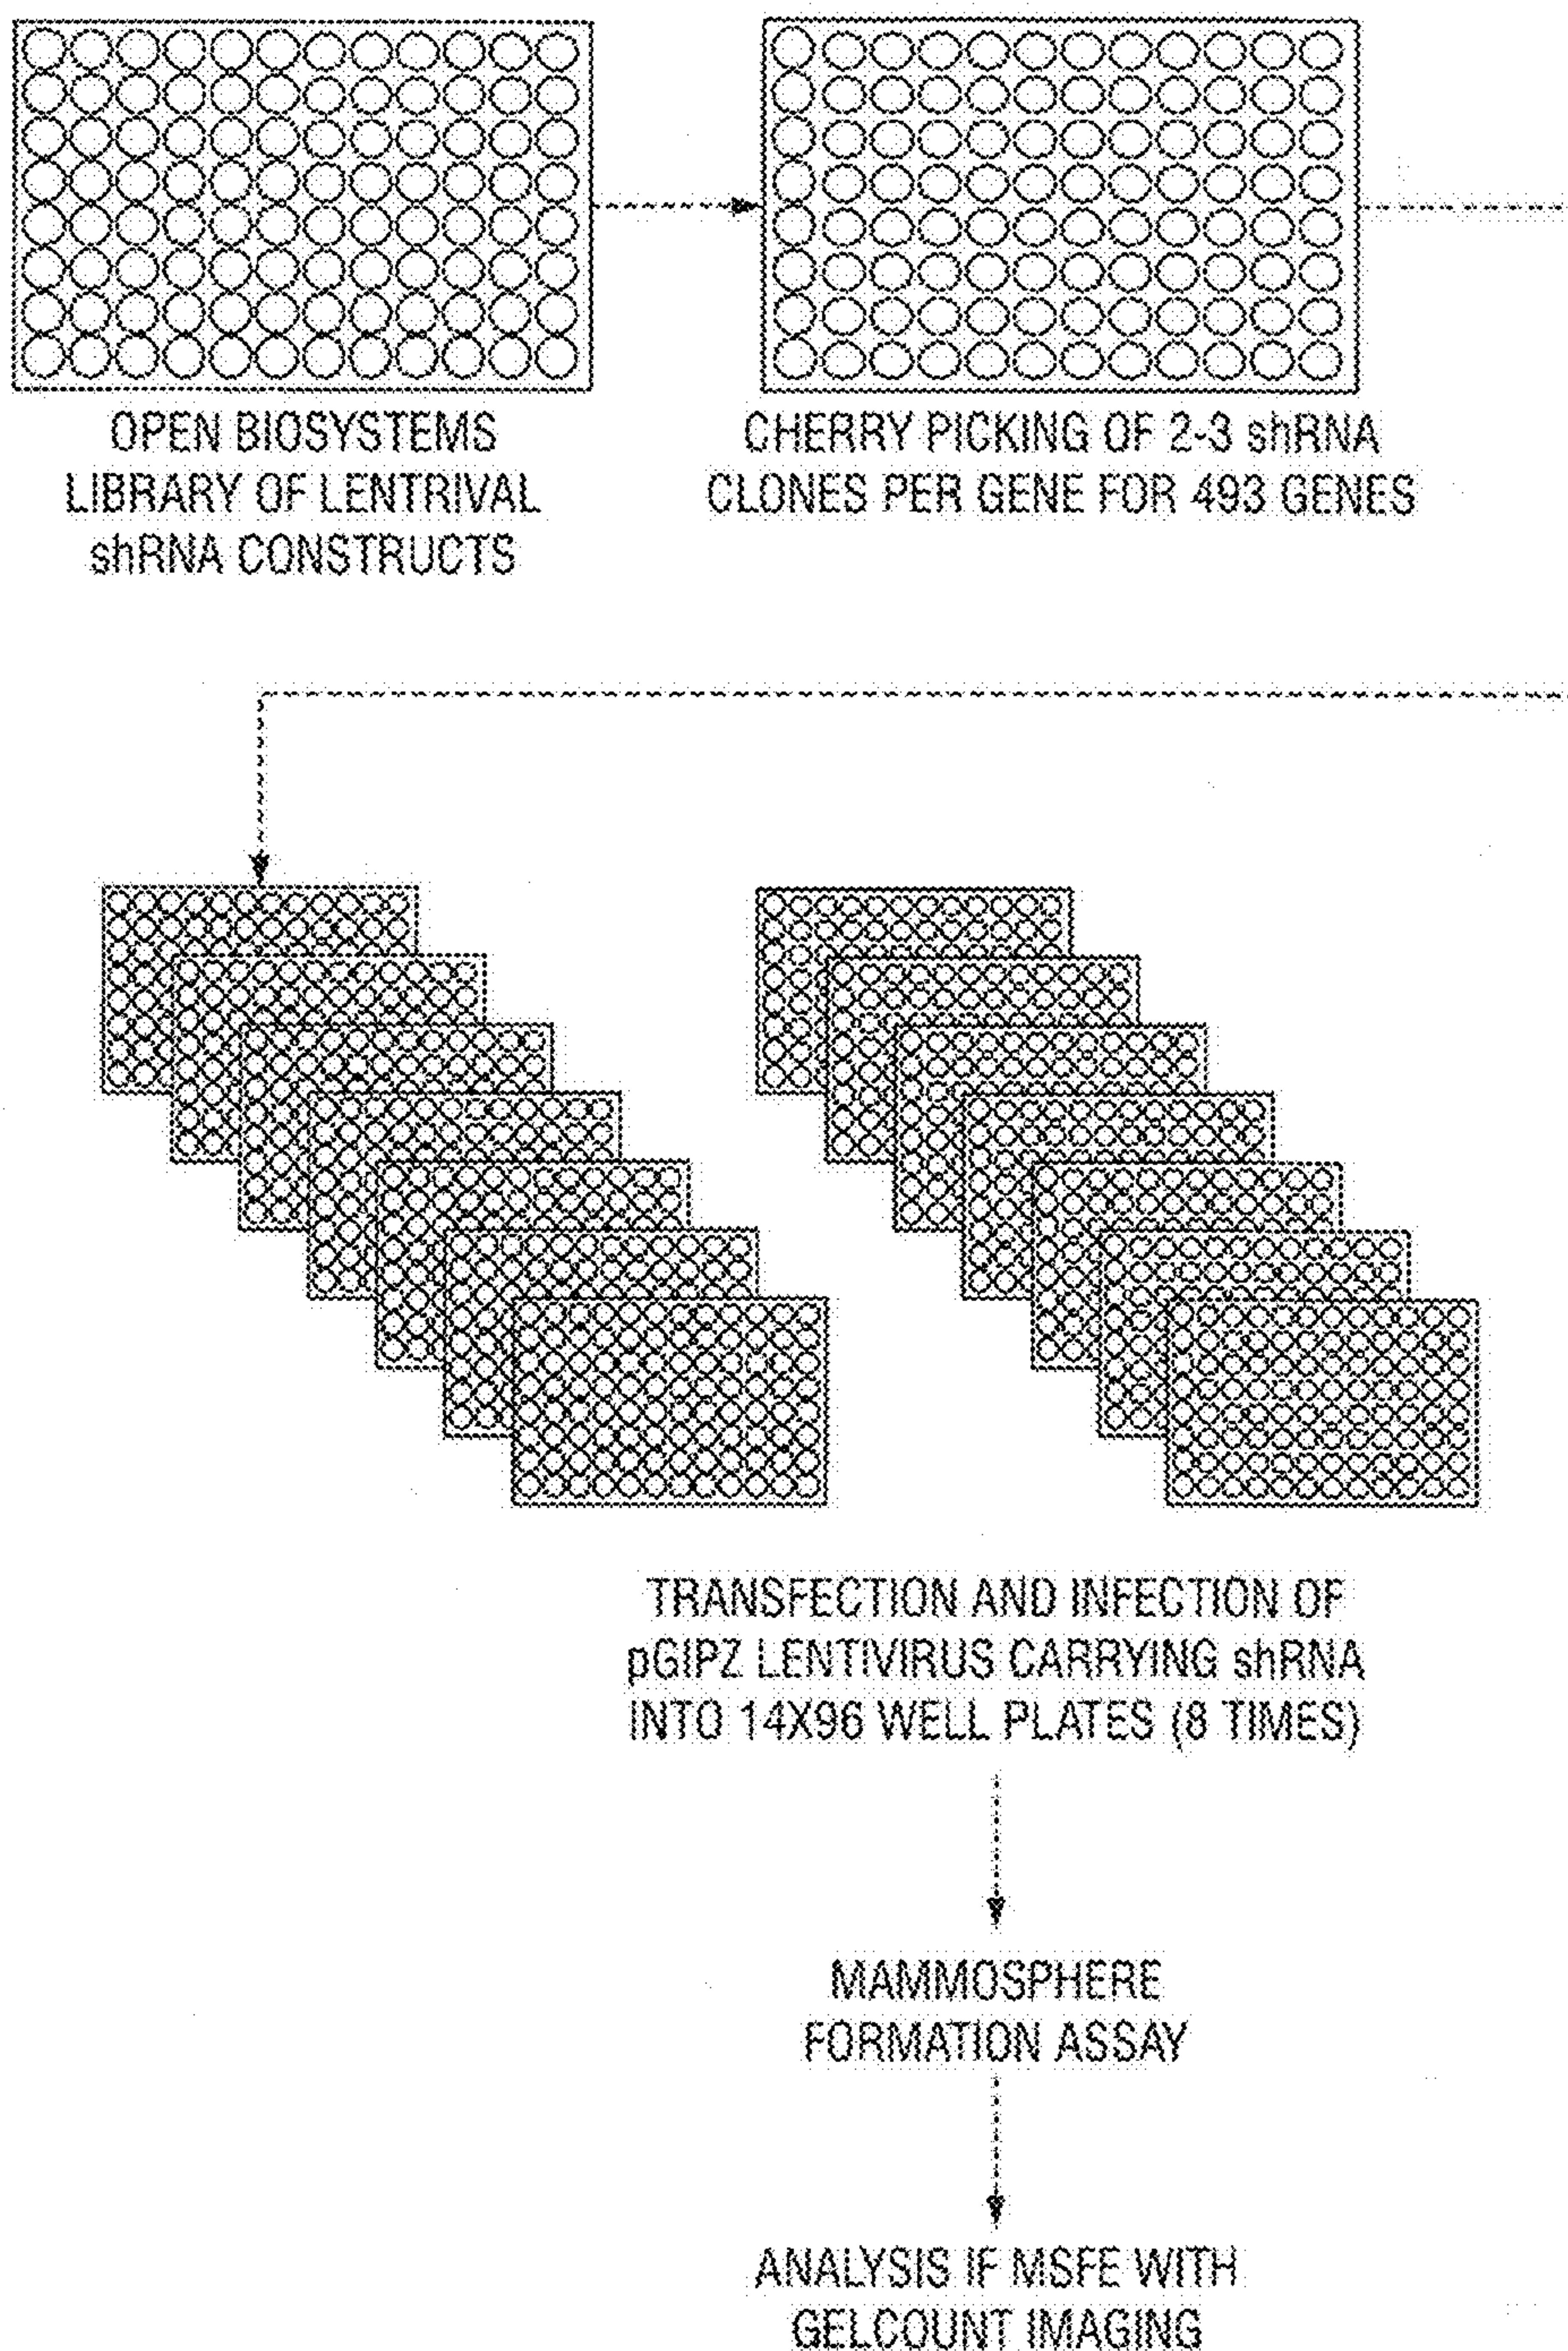 OPEN BIOSYSTEMS
LIBRARY OF LENTRIVAL
shRNA CONSTRUCTS
CHERRY PICKING OF 2-3 shRNA
CLONES PER GENE FOR 493 GENES
TRANSFECTION AND INFECTION OF
pGIPZ LENTIVIRUS CARRYING shRNA
INTO 14X96 WELL PLATES (8 TIMES)
MAMMOSPHERE
FORMATION ASSAY
ANALYSIS IF MSFE WITH
GELCOUNT IMAGING